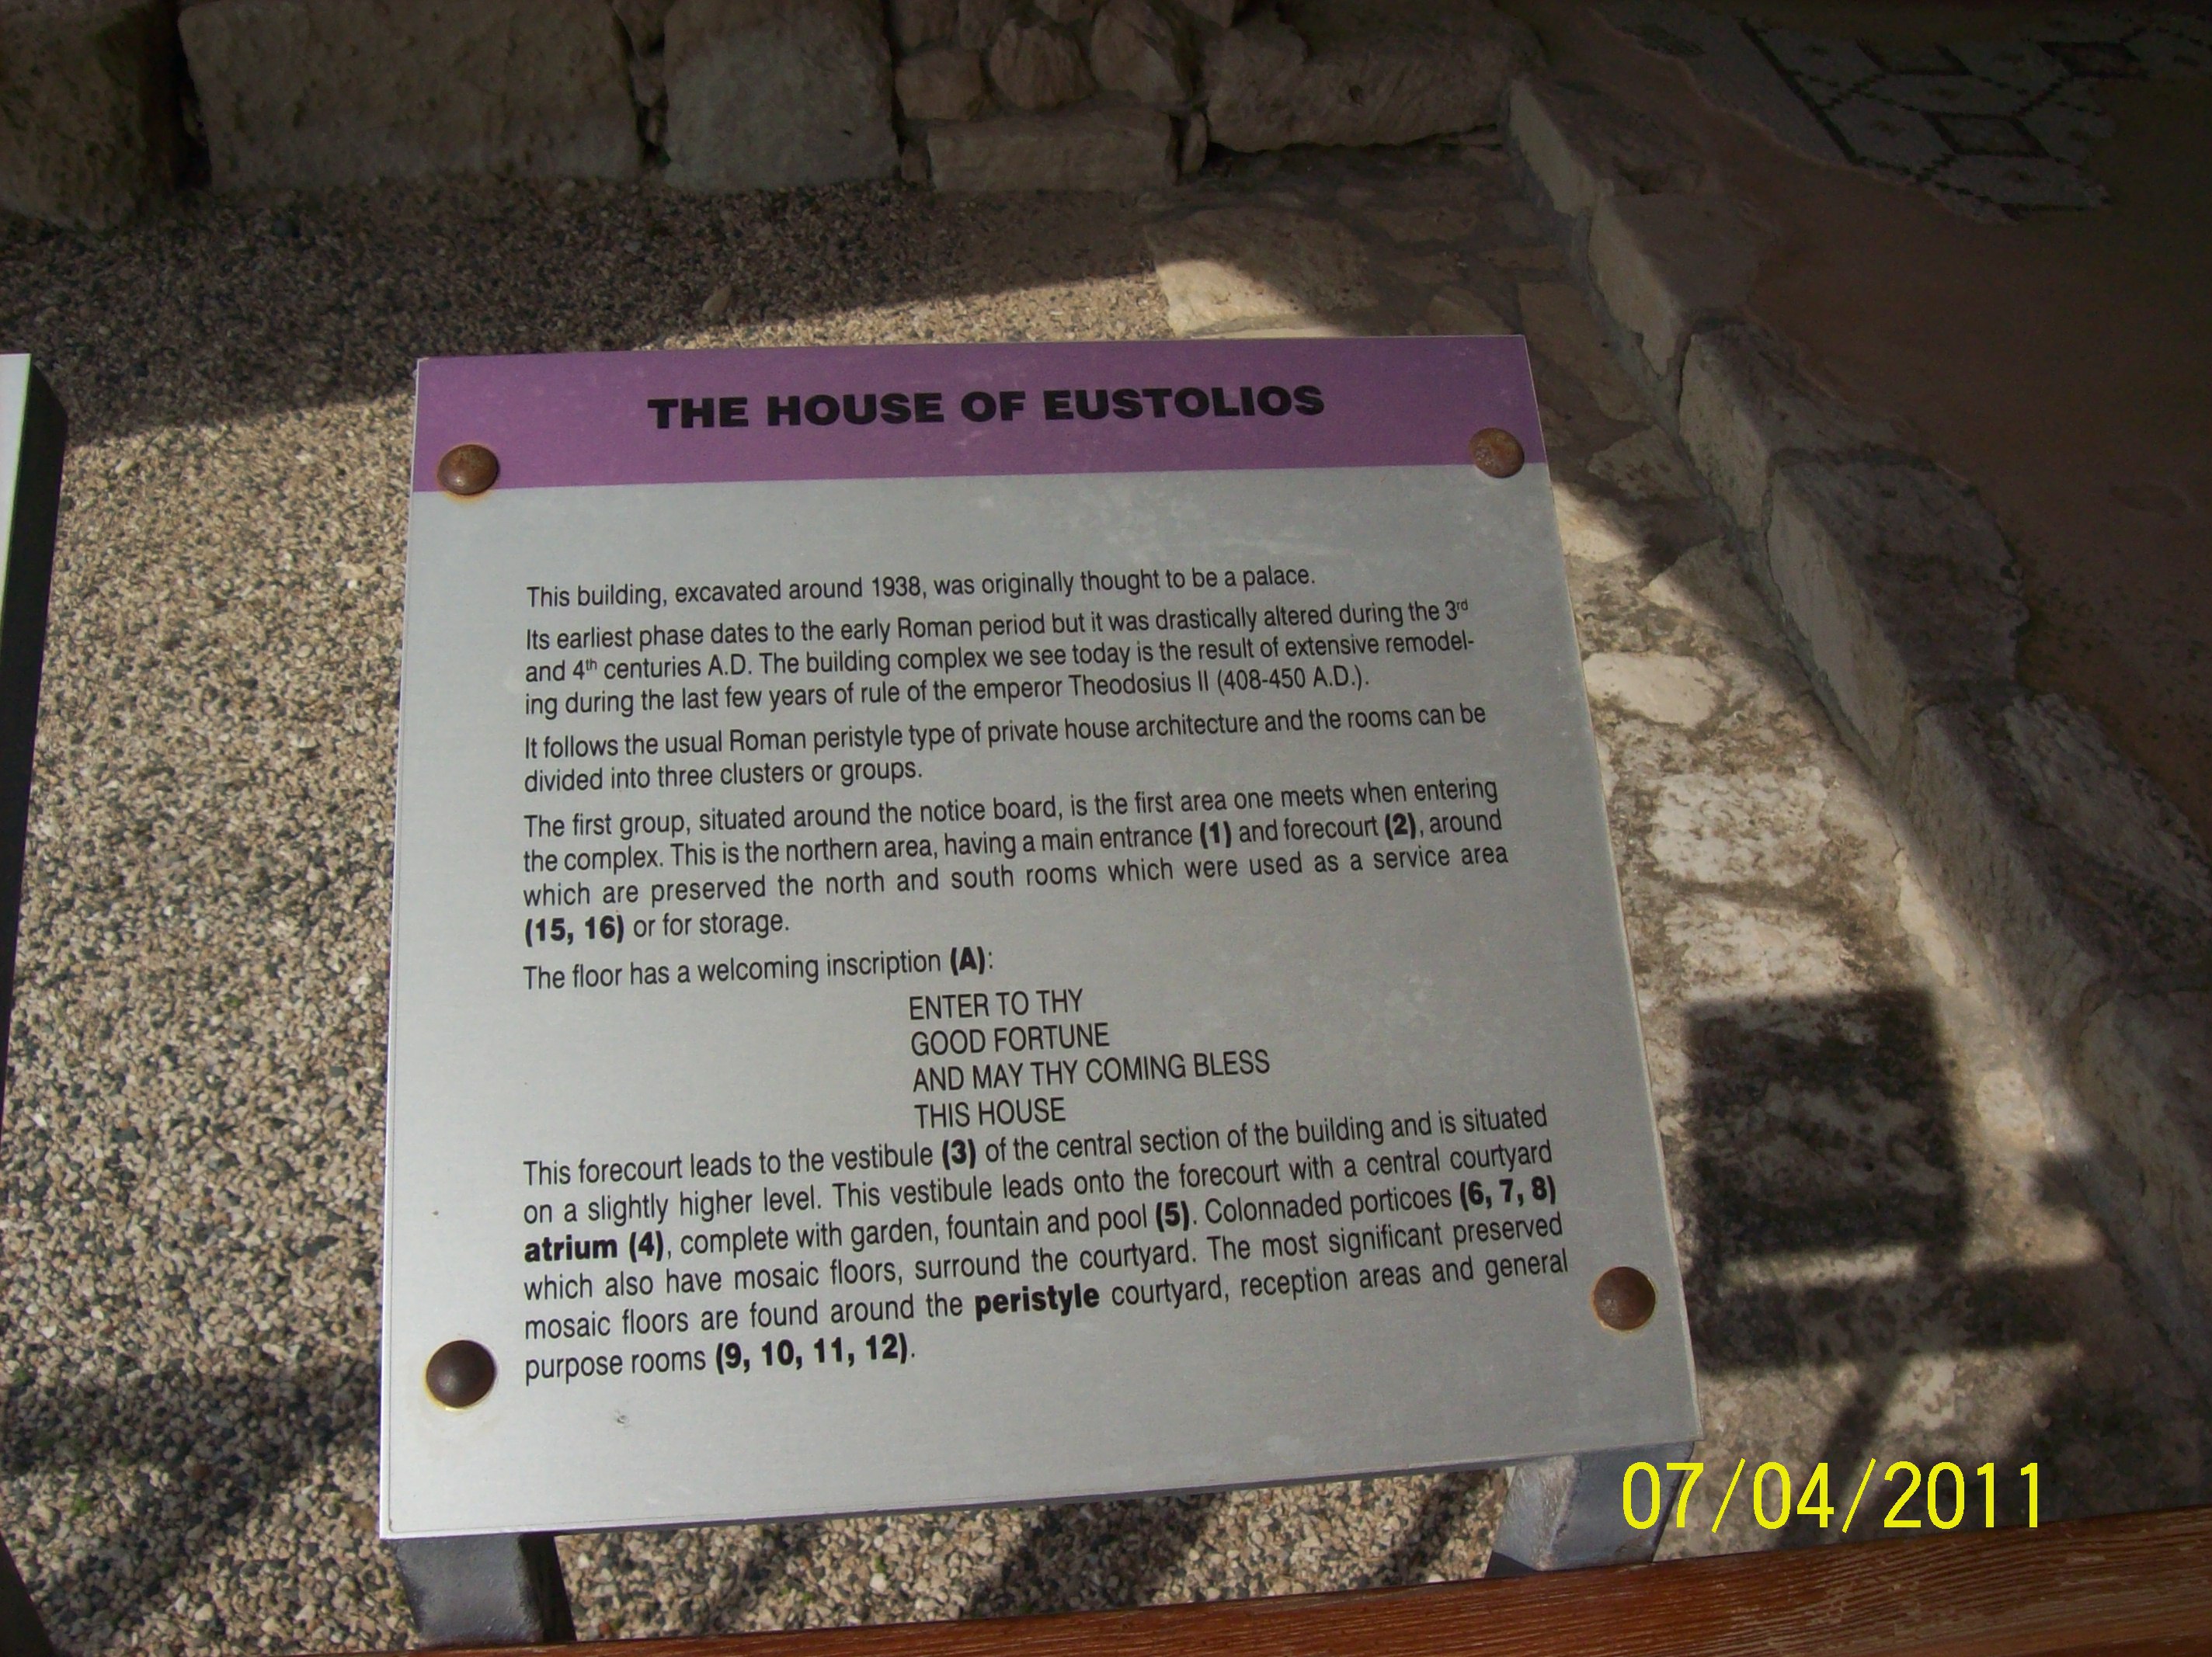 THE HOUSE OF EUSTOLIOS
This building, excavated around 1938, was originally thought to be a palace.
Its earliest phase dates to the early Roman period but it was drastically altered during the 3rd
and 4th centuries A.D. The building complex we see today is the result of extensive remodel-
ing during the last few years of rule of the emperor Theodosius II (408-450 A.D.).
It follows the usual Roman peristyle type of private house architecture and the rooms can be
divided into three clusters or groups.
The first group, situated around the notice board, is the first area one meets when entering
the complex. This is the northern area, having a main entrance (1) and forecourt (2), around
which are preserved the north and south rooms which were used as a service area
(15, 16) or for storage.
The floor has a welcoming inscription (A):
ENTER TO THY
GOOD FORTUNE
AND MAY THY COMING BLESS
THIS HOUSE
This forecourt leads to the vestibule (3) of the central section of the building and is situated
on a slightly higher level. This vestibule leads onto the forecourt with a central courtyard
atrium (4), complete with garden, fountain and pool (5). Colonnaded porticoes (6, 7, 8)
which also have mosaic floors, surround the courtyard. The most significant preserved
mosaic floors are found around the peristyle courtyard, reception areas and general
purpose rooms (9, 10, 11, 12).
07/04/2011